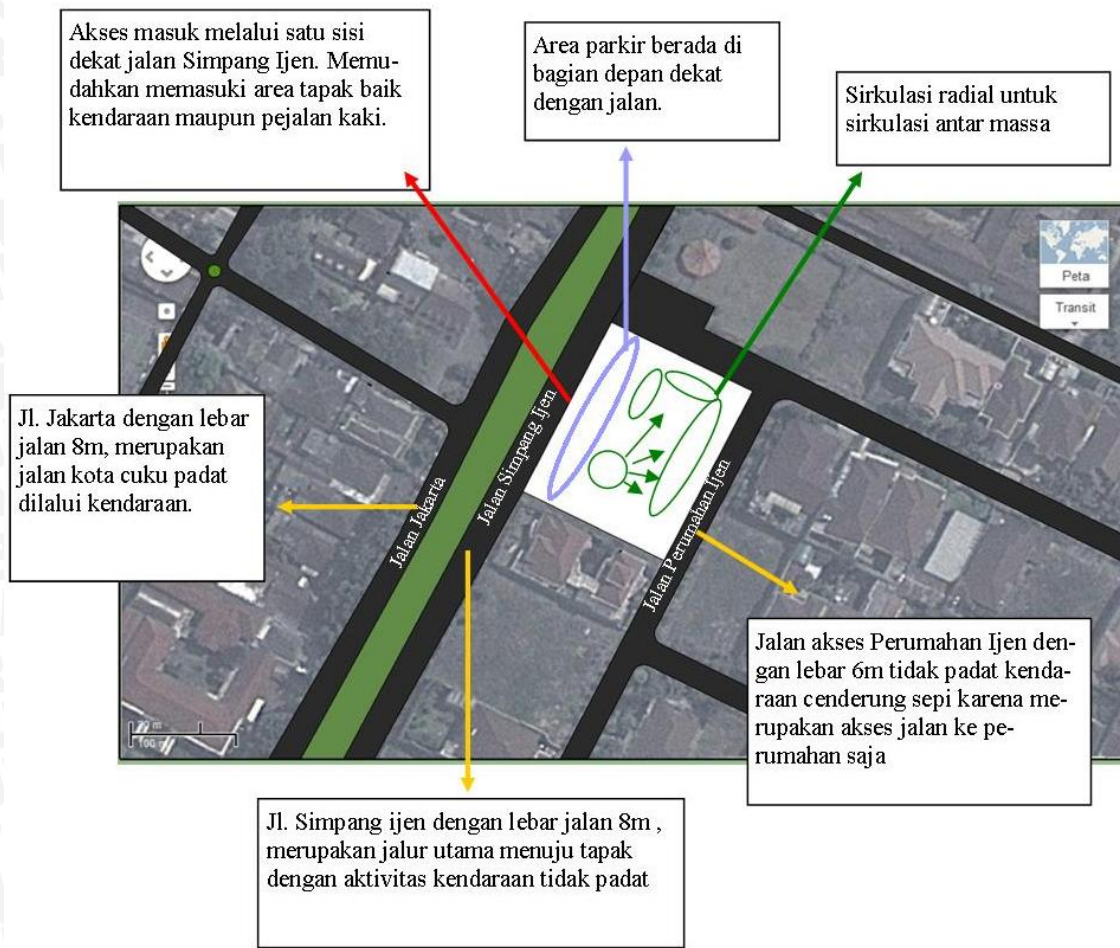 Akses masuk melalui satu sisi
dekat jalan Simpang Ijen. Memu-
dahkan memasuki area tapak baik
kendaraan maupun pejalan kaki.
Area parkir berada di
bagian depan dekat
dengan jalan.
Sirkulasi radial untuk
sirkulasi antar massa
Peta
Transit
Jl. Jakarta dengan lebar
jalan 8m, merupakan
jalan kota cuku padat
dilalui kendaraan.
Jalan Jakarta
Jalan Simpang Ijen
Jalan Perumahan Ijen
Jalan akses Perumahan Ijen den-
gan lebar 6m tidak padat kenda-
raan cenderung sepi karena me-
rupakan akses jalan ke pe-
rumahan saja
100 m
Jl. Simpang ijen dengan lebar jalan 8m ,
merupakan jalur utama menuju tapak
dengan aktivitas kendaraan tidak padat